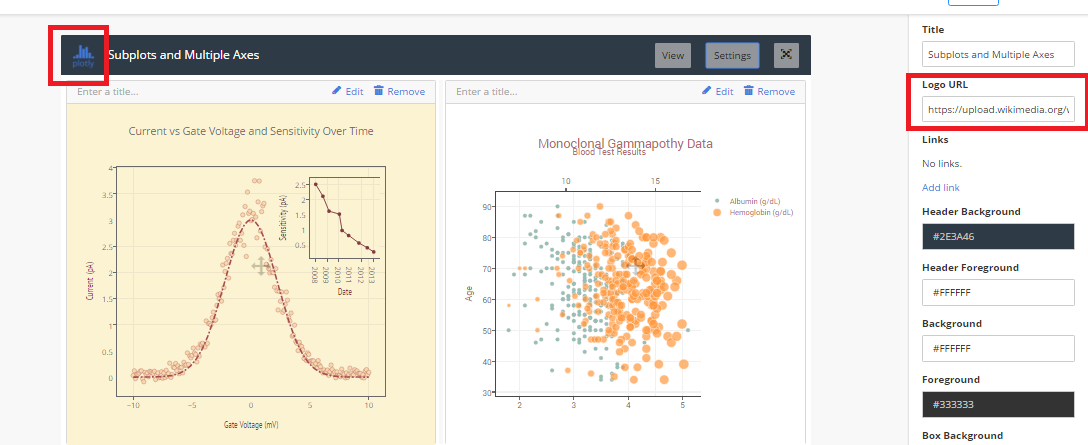 plotly
Subplots and Multiple Axes
View
Settings
Enter a title...
Edit
Remove
Enter a title...
Edit
Remove
Current vs Gate Voltage and Sensitivity Over Time
4
3.5
3
2.5
2
1.5
1
0.5
0
Current (pA)
−10
−5
0
5
10
Gate Voltage (mV)
2.5
2
1.5
1
0.5
Sensitivity (pA)
2008
2009
2010
2011
2012
2013
Date
Monoclonal Gammapothy Data
Blood Test Results
10
15
90
80
70
60
50
40
30
Age
2
3
4
5
Albumin (g/dL)
Hemoglobin (g/dL)
Title
Subplots and Multiple Axes
Logo URL
https://upload.wikimedia.org/
Links
No links.
Add link
Header Background
#2E3A46
Header Foreground
#FFFFFF
Background
#FFFFFF
Foreground
#333333
Box Background